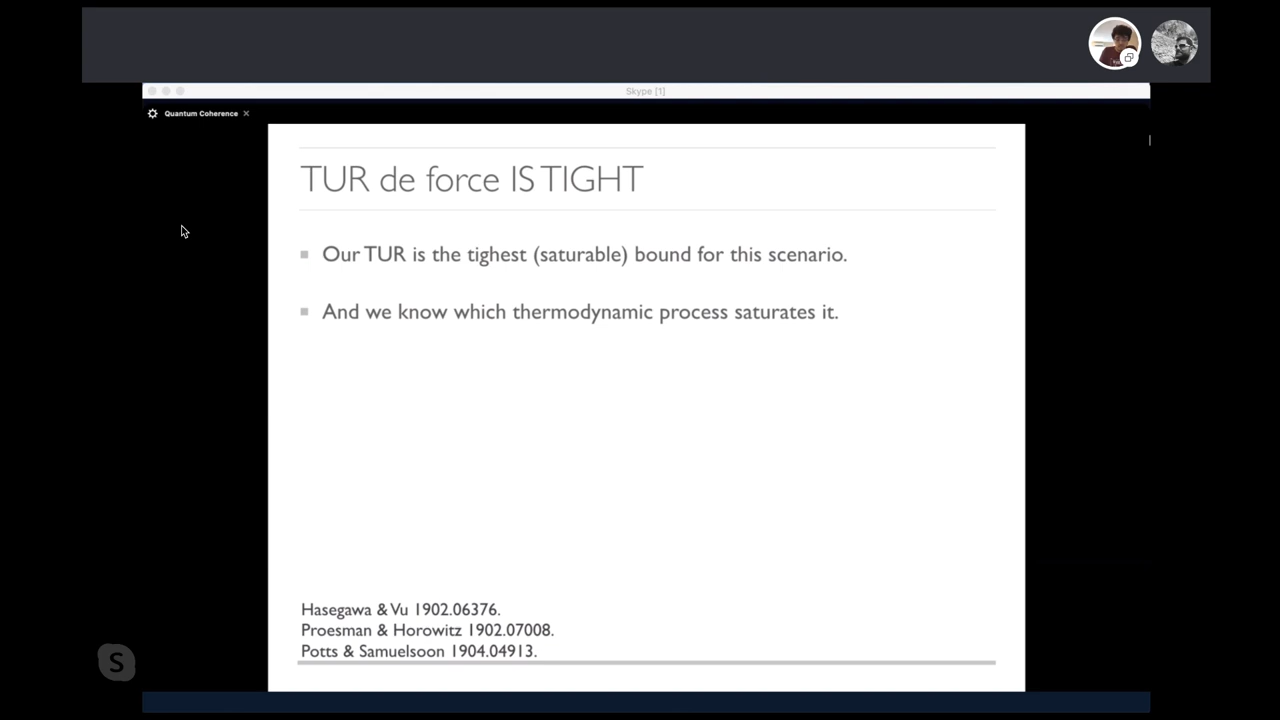 Skype [1]
Quantum Coherence
TUR de force IS TIGHT
Our TUR is the tighest (saturable) bound for this scenario.
And we know which thermodynamic process saturates it.
Hasegawa & Vu 1902.06376.
Proesman & Horowitz 1902.07008.
Potts & Samuelsoon 1904.04913.
S